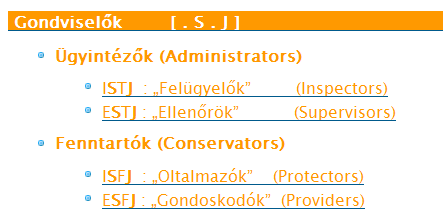 Gondviselők [ . S . J ]
Ügyintézők (Administrators)
ISTJ : „Felügyelők” (Inspectors)
ESTJ : „Ellenőrök” (Supervisors)
Fenntartók (Conservators)
ISFJ : „Oltalmazók” (Protectors)
ESFJ : „Gondoskodók” (Providers)